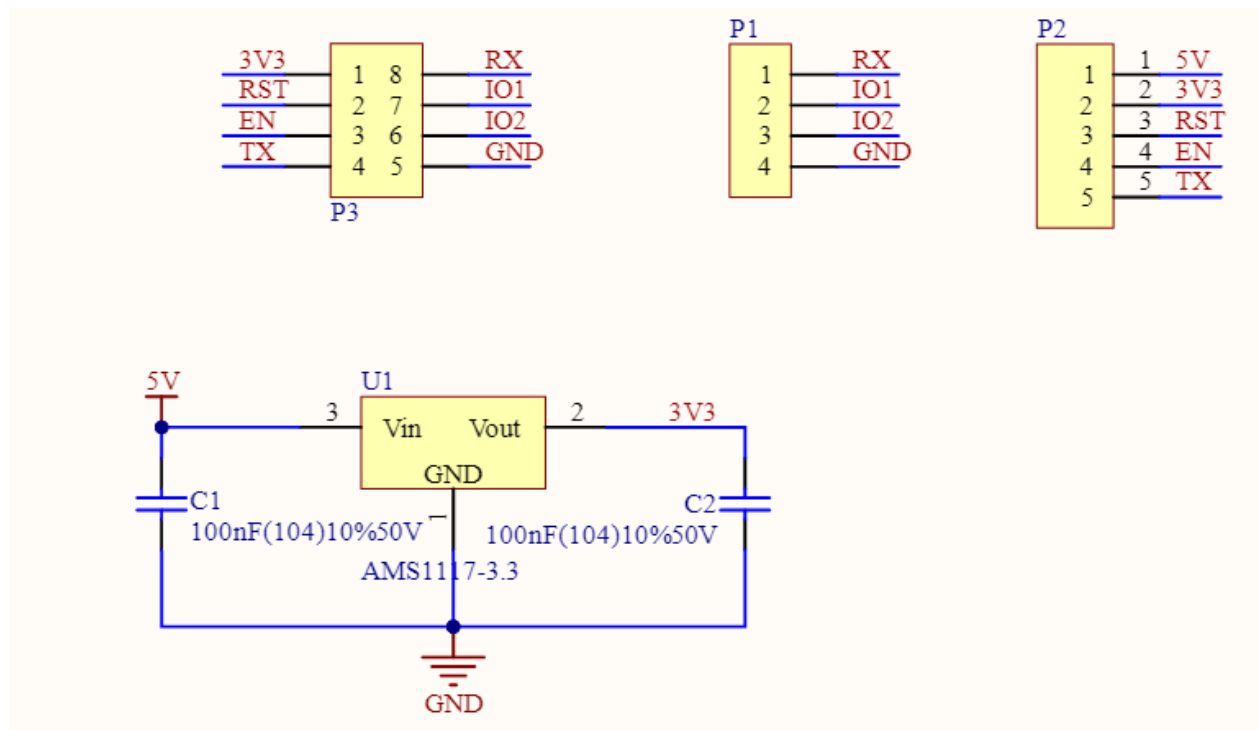 P1
P2
3V3 1 8 RX
RST 2 7 IO1
EN 3 6 IO2
TX 4 5 GND
P3
1 RX
2 IO1
3 IO2
4 GND
1 1 5V
2 2 3V3
3 3 RST
4 4 EN
5 5 TX
5V
U1
3 Vin Vout 2 3V3
GND
1
C1
100nF(104)10%50V
C2
100nF(104)10%50V
AMS1117-3.3
GND